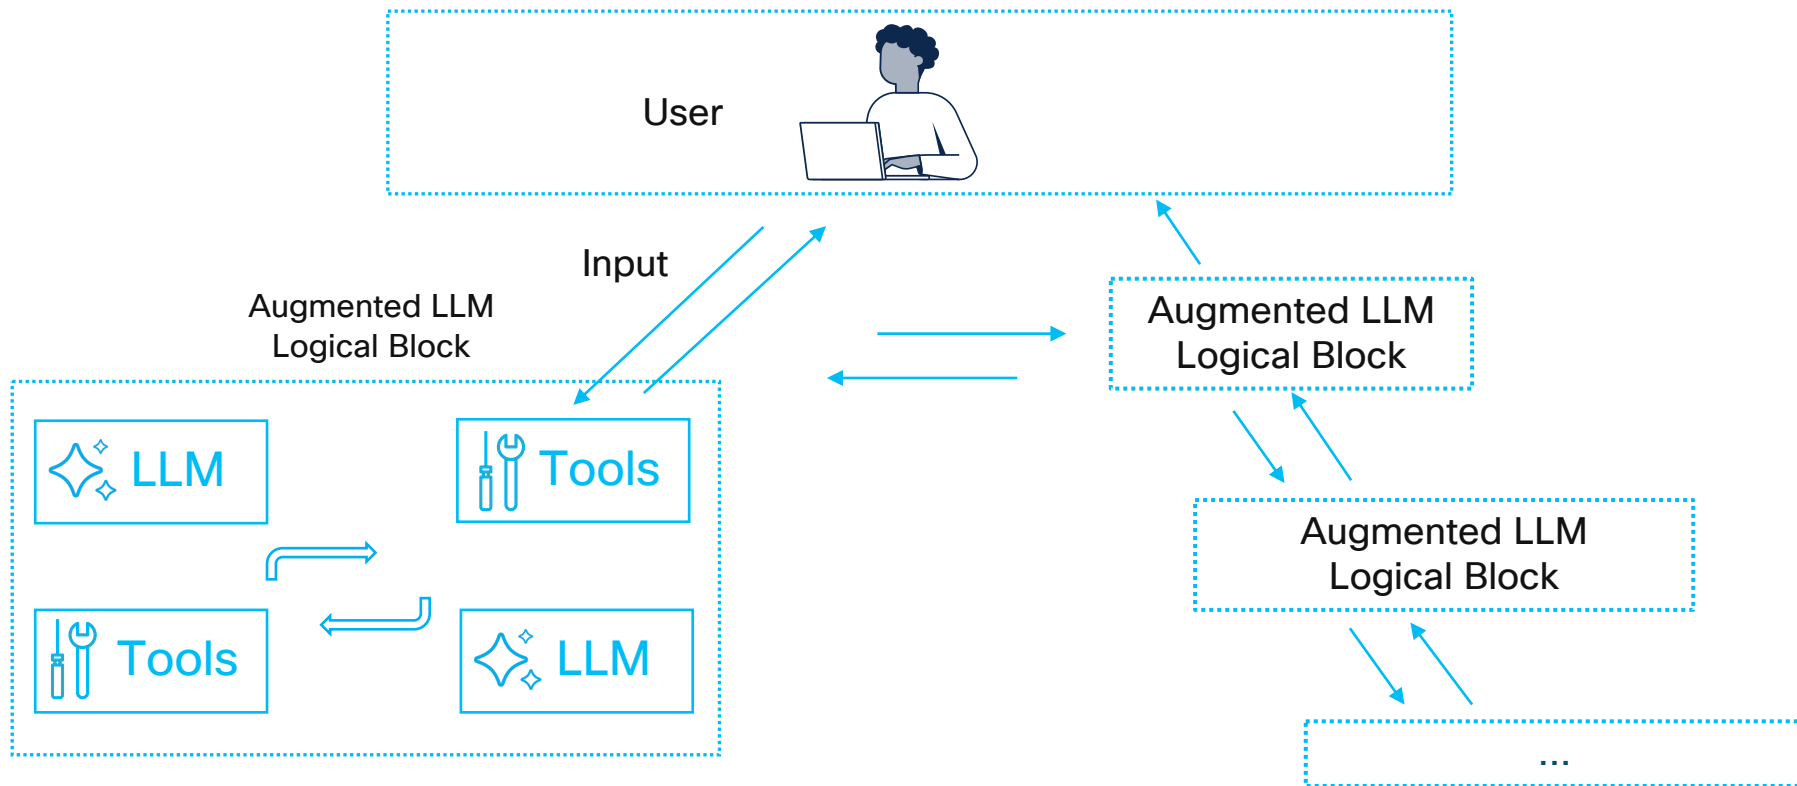 User
Input
Augmented LLM
Logical Block
LLM
Tools
Tools
LLM
Augmented LLM
Logical Block
Augmented LLM
Logical Block
...